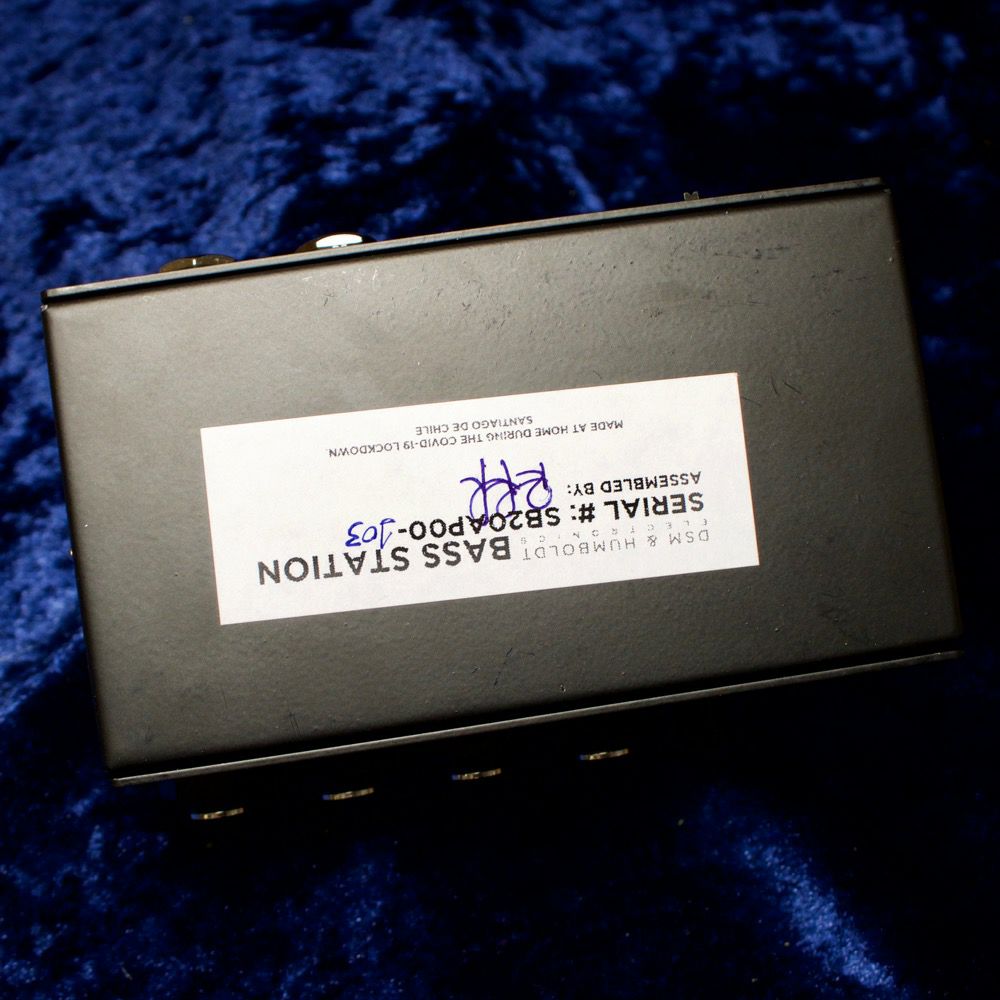 DSM & HUMBOLDT BASS STATION
ELECTRONICS
SERIAL #: SB20AP00-103
ASSEMBLED BY:
MADE AT HOME DURING THE COVID-19 LOCKDOWN.
SANTIAGO DE CHILE